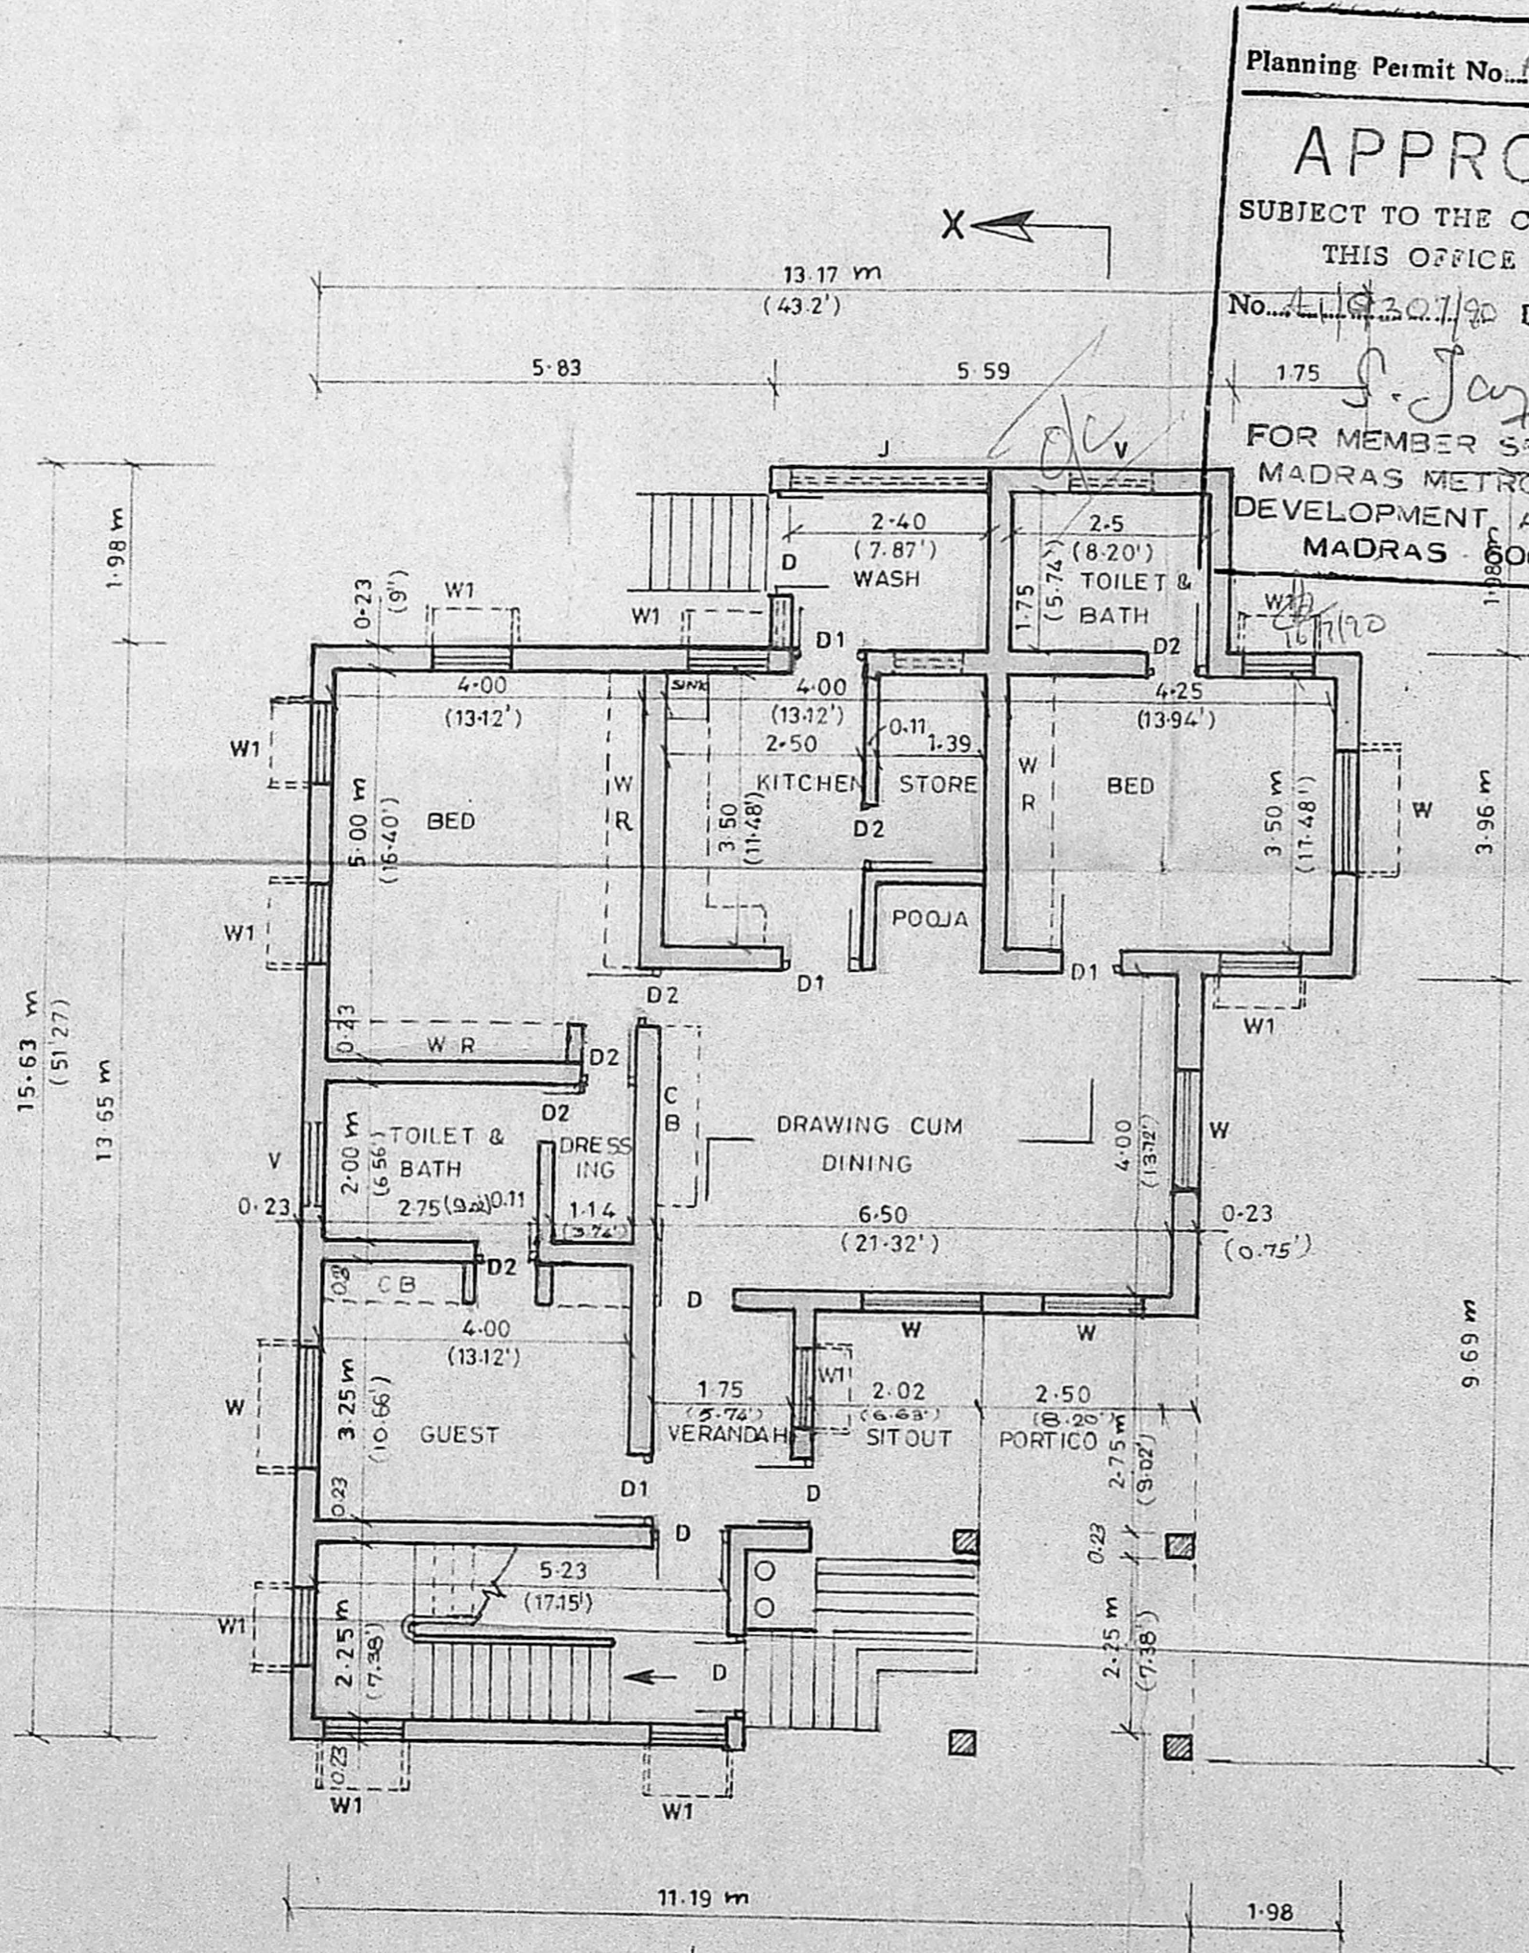 Planning Permit No
APPRO
SUBJECT TO THE C
THIS OFFICE
No.
X
13.17 m
(43.2')
5.83
5.59
1.75
FOR MEMBER SE
MADRAS METRO
DEVELOPMENT A
MADRAS
J
V
1.98 m
2.40
(7.87')
WASH
D
2.5
(8.20')
TOILET &
BATH
1.75
(5.74')
0.23
(9")
W1
W1
D1
D2
W1
16/7/90
4.00
(13.12')
SINK
4.00
(13.12')
4.25
(13.94')
W1
2.50
0.11
1.39
KITCHEN
STORE
W
R
BED
W
R
BED
5.00 m
(16.40')
3.50
(11.48')
D2
3.50 m
(17.48')
W
3.96 m
W1
POOJA
D2
D1
D1
W1
15.63 m
(51.27)
13.65 m
0.23
W R
D2
D2
C
B
TOILET &
BATH
DRESS
ING
DRAWING CUM
DINING
V
2.00 m
(6.56')
4.00
(13.12')
W
0.23
2.75
0.11
1.14
(3.74')
6.50
(21.32')
0.23
(0.75')
D2
C B
D
W
W
4.00
(13.12')
W1
9.69 m
W
3.25 m
(10.66')
GUEST
1.75
(5.74')
VERANDAH
2.02
(6.63')
SITOUT
2.50
(8.20')
PORTICO
2.75 m
(9.02')
0.23
D1
D
D
0.23
5.23
(17.15')
W1
2.25 m
(7.38')
D
2.25 m
(7.38')
0.23
W1
W1
11.19 m
1.98